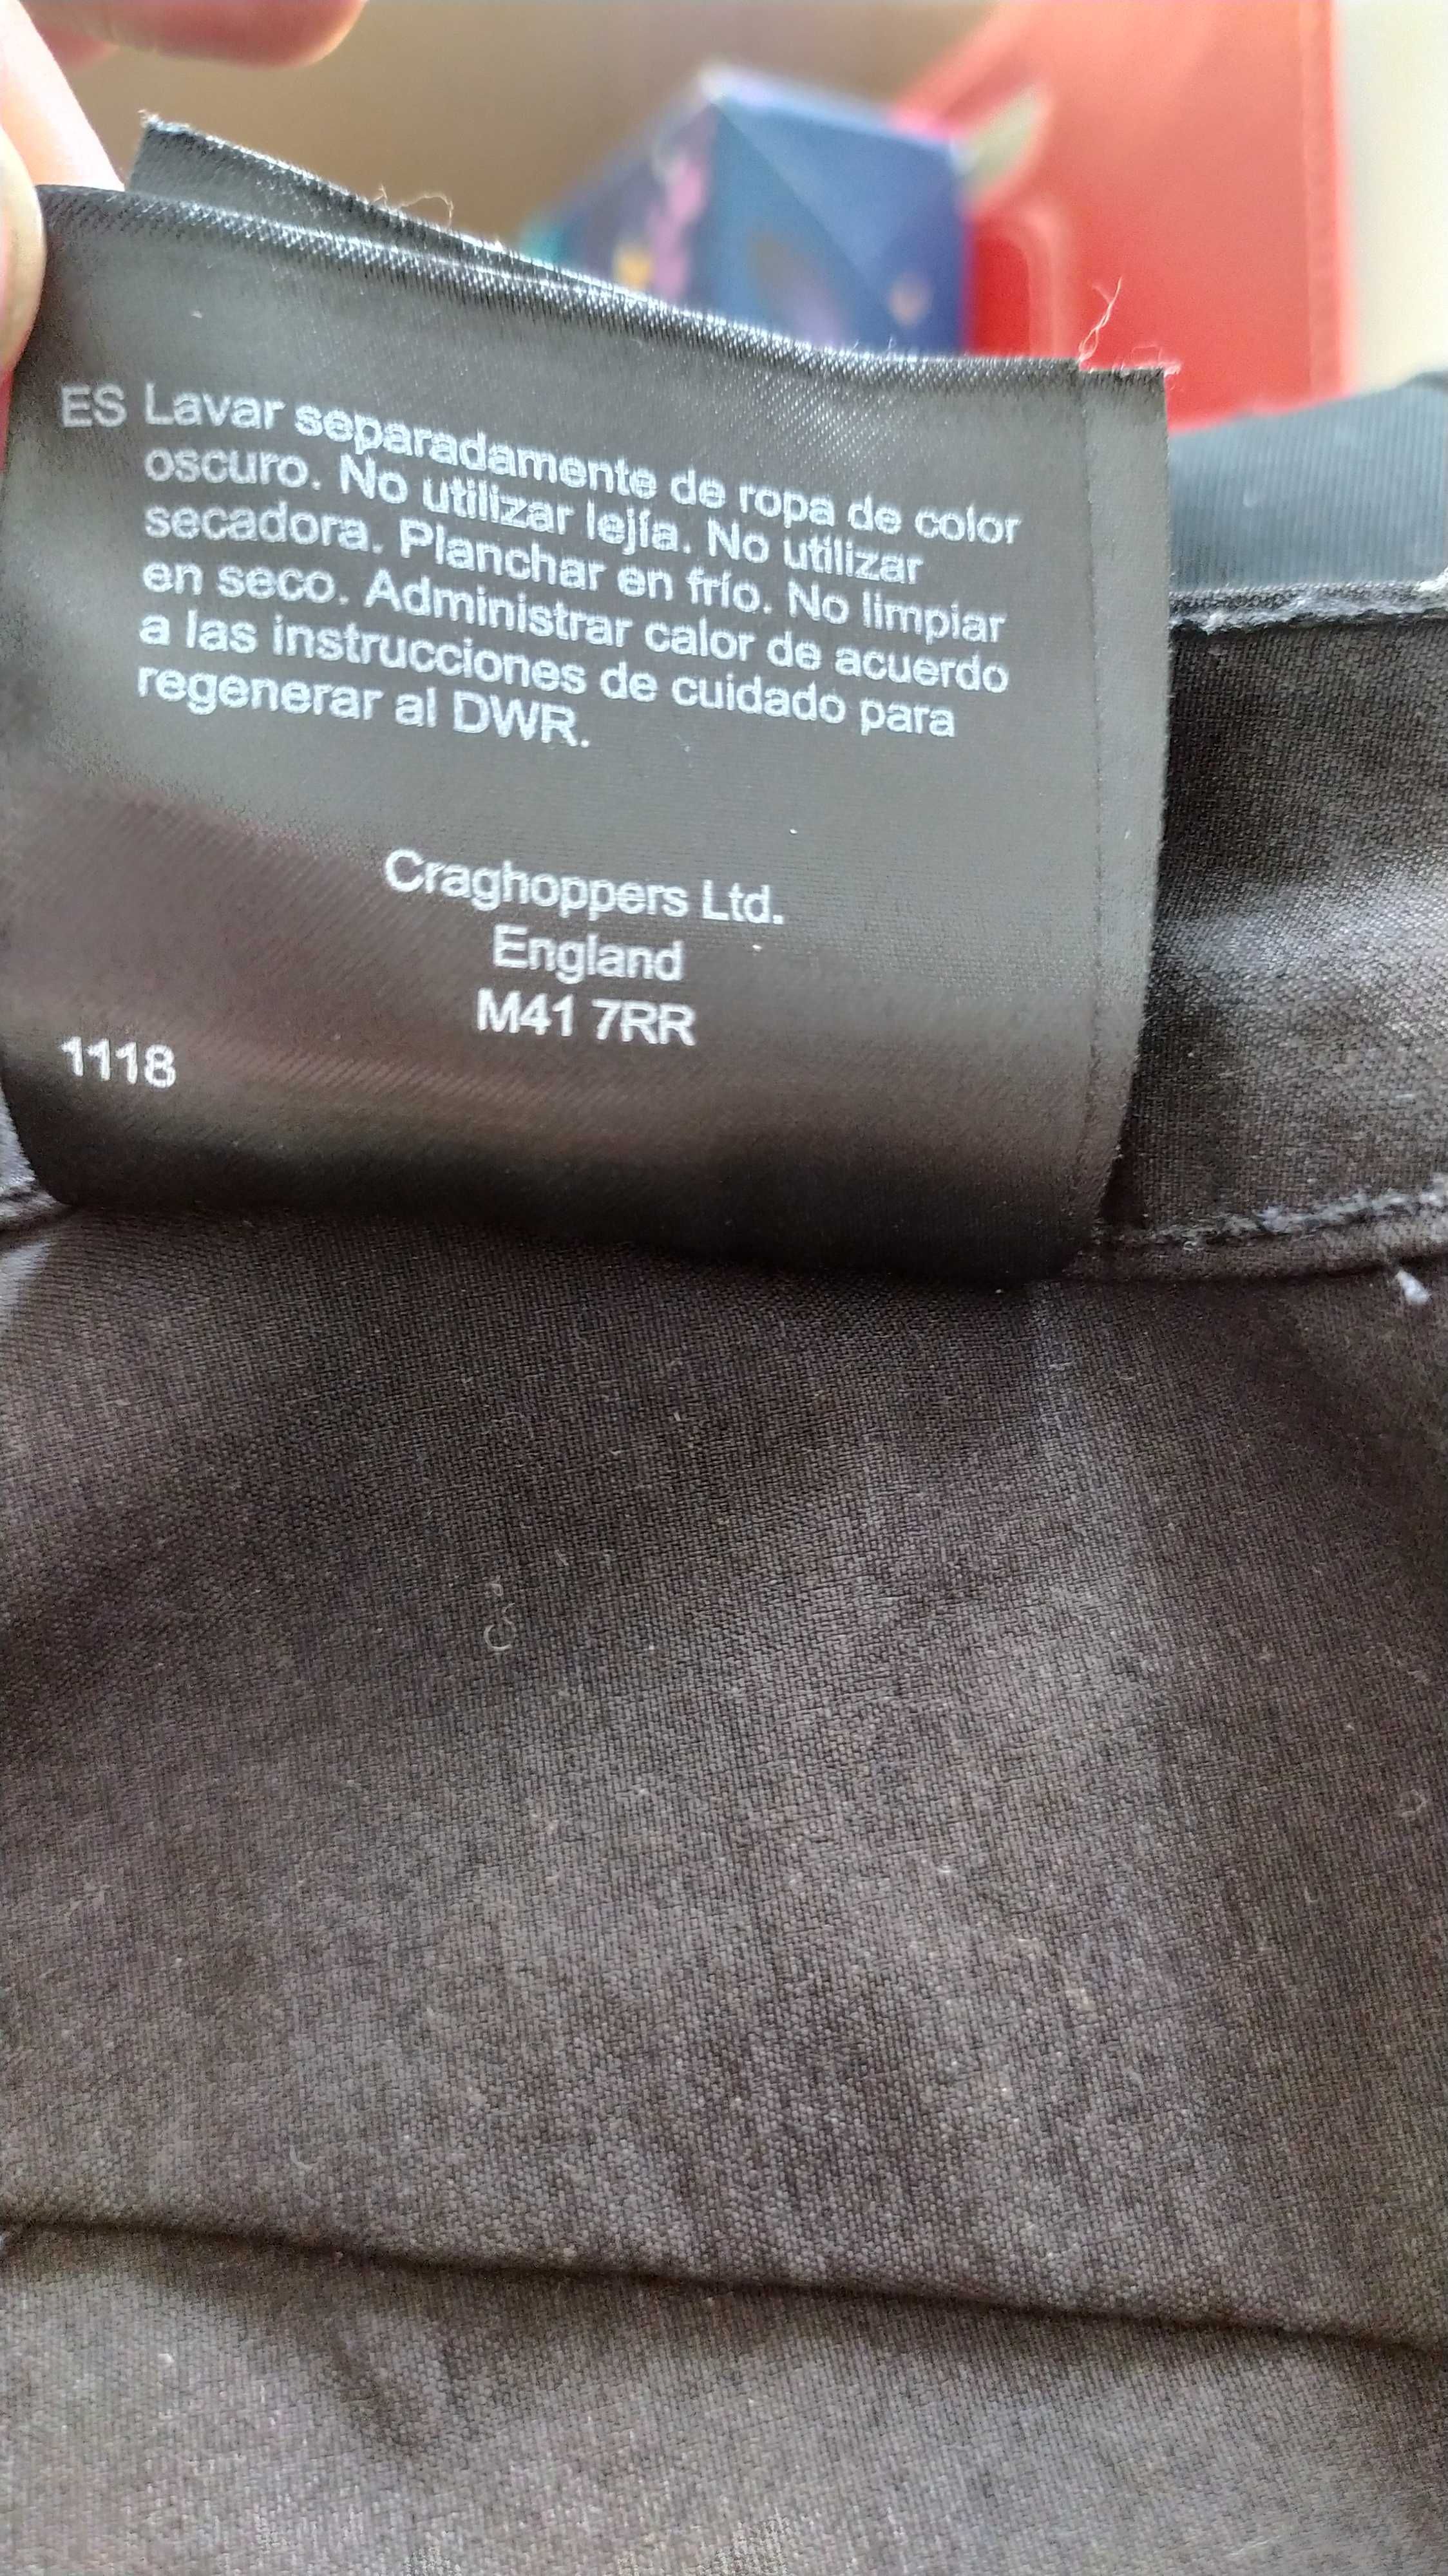 ES Lavar separadamente de ropa de color
oscuro. No utilizar lejía. No utilizar
secadora. Planchar en frío. No limpiar
en seco. Administrar calor de acuerdo
a las instrucciones de cuidado para
regenerar al DWR.
Craghoppers Ltd.
England
M41 7RR
1118